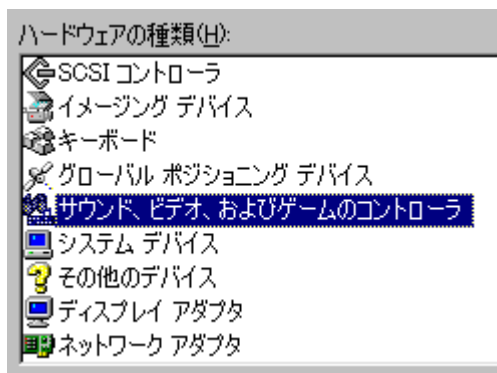 ハードウェアの種類(H):
SCSI コントローラ
イメージング デバイス
キーボード
グローバル ポジショニング デバイス
サウンド、ビデオ、およびゲームのコントローラ
システム デバイス
その他のデバイス
ディスプレイ アダプタ
ネットワーク アダプタ